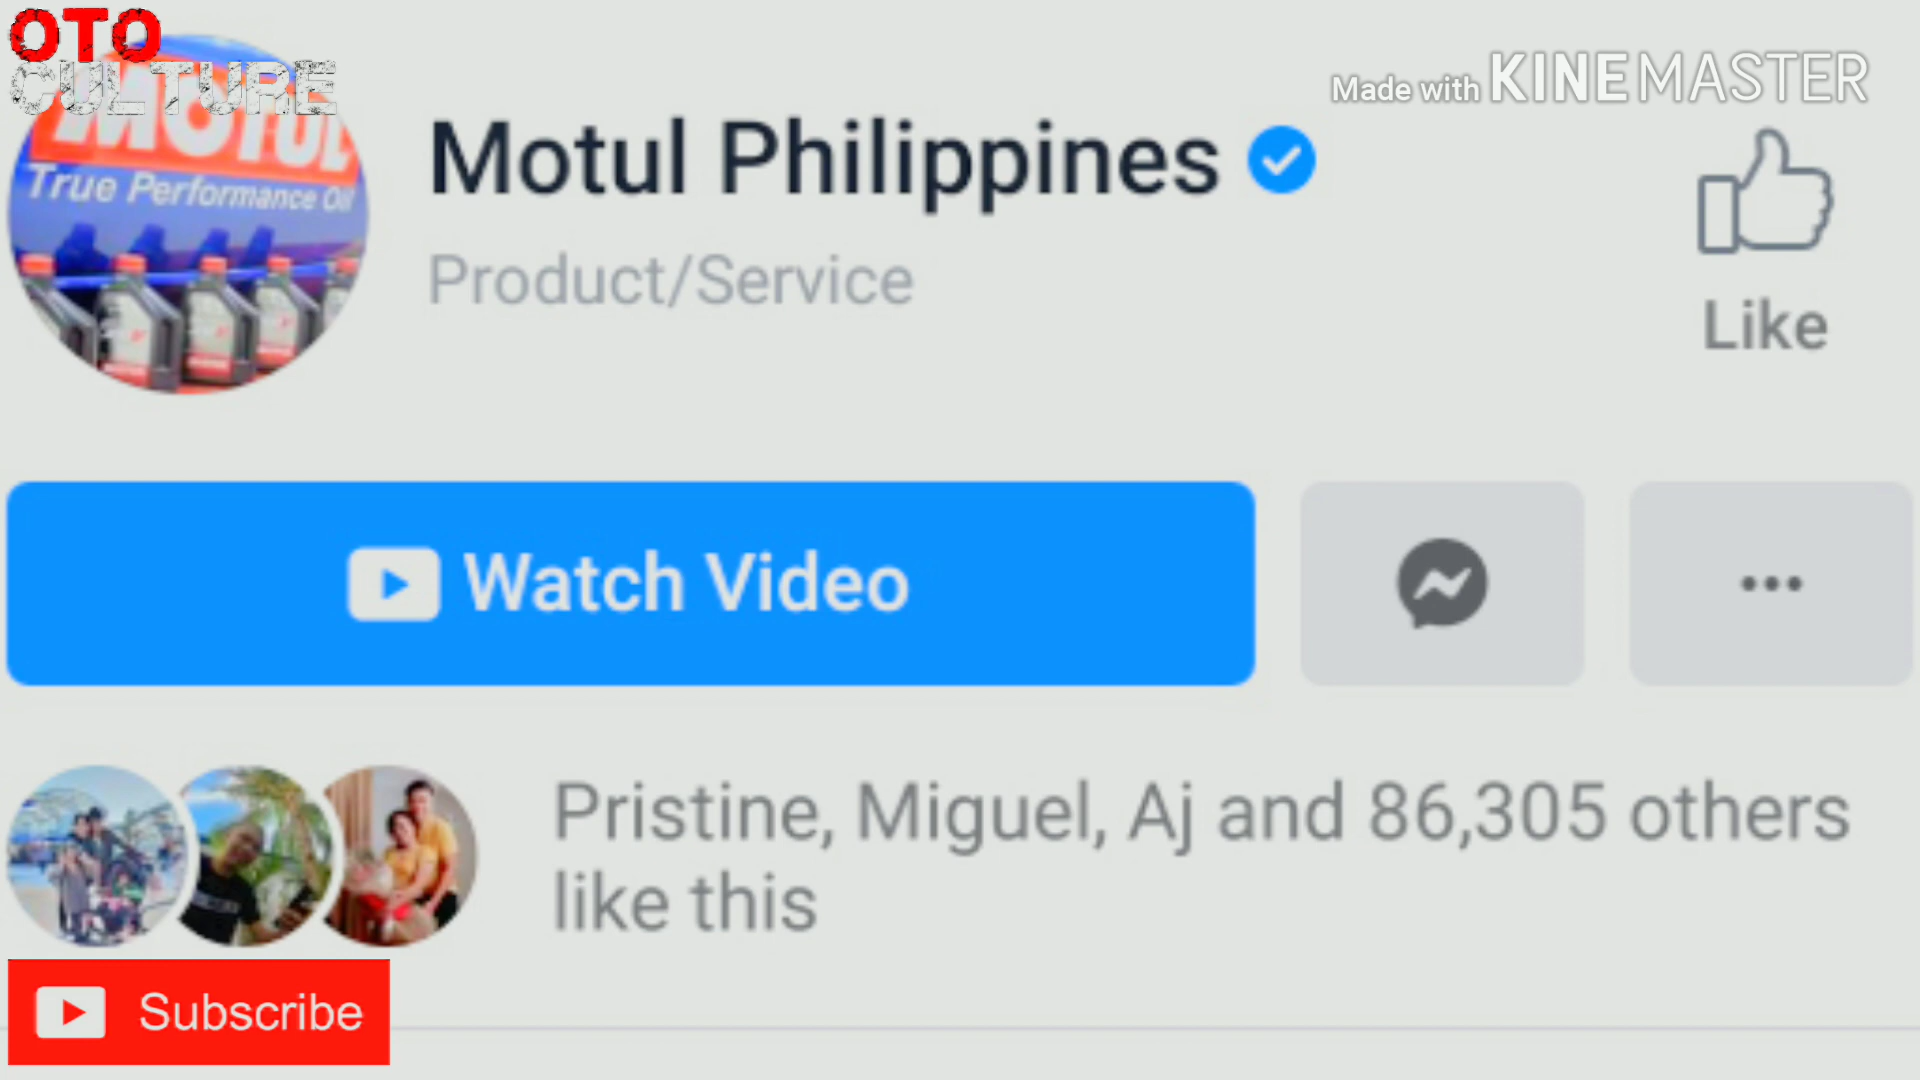 OTO
CULTURE
Made with KINEMASTER
MOTUL
True Performance Oil
Motul Philippines
Product/Service
Like
Watch Video
Pristine, Miguel, Aj and 86,305 others
like this
Subscribe